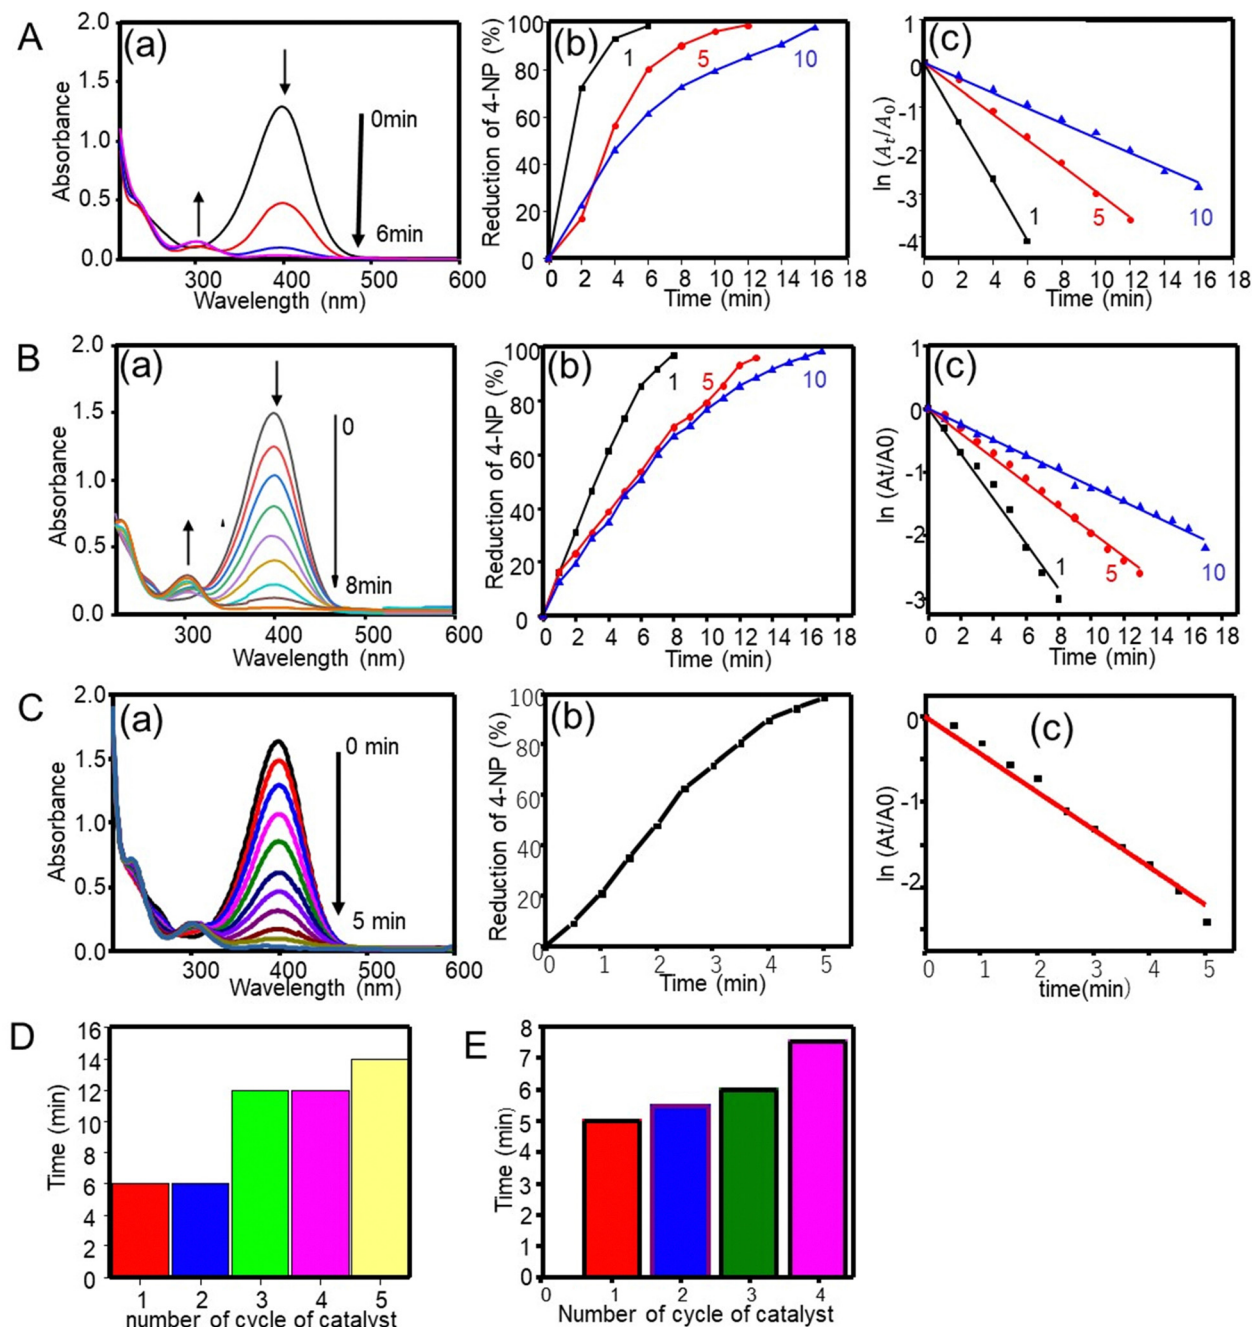 A
(a)
2.0
1.5
1.0
0.5
0.0
Absorbance
0min
6min
300
400
500
600
Wavelength (nm)
(b)
100
80
60
40
20
0
Reduction of 4-NP (%)
1
5
10
0 2 4 6 8 10 12 14 16 18
Time (min)
(c)
1
0
-1
-2
-3
-4
ln (At/A0)
1
5
10
0 2 4 6 8 10 12 14 16 18
Time (min)
B
(a)
2.0
1.5
1.0
0.5
0.0
Absorbance
0
8min
300
400
500
600
Wavelength (nm)
(b)
100
80
60
40
20
0
Reduction of 4-NP (%)
1
5
10
0 2 4 6 8 10 12 14 16 18
Time (min)
(c)
1
0
-1
-2
-3
ln (At/A0)
1
5
10
0 2 4 6 8 10 12 14 16 18
Time (min)
C
(a)
2.0
1.5
1.0
0.5
0.0
Absorbance
0 min
5 min
300
400
500
600
Wavelength (nm)
(b)
100
80
60
40
20
0
Reduction of 4-NP (%)
0 1 2 3 4 5
Time (min)
(c)
0
-1
-2
ln (At/A0)
0 1 2 3 4 5
time(min)
D
16
14
12
10
8
6
4
2
0
Time (min)
1 2 3 4 5
number of cycle of catalyst
E
8
7
6
5
4
3
2
1
0
Time (min)
0 1 2 3 4
Number of cycle of catalyst